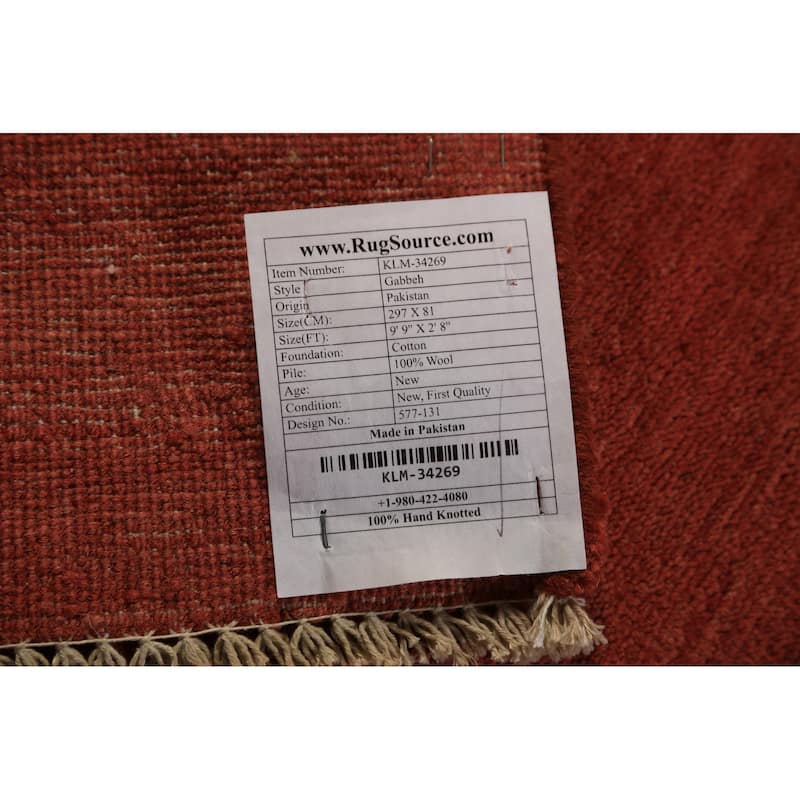 www.RugSource.com
Item Number: KLM-34269
Style Gabbeh
Origin Pakistan
Size(CM): 297 X 81
Size(FT): 9' 9" X 2' 8"
Foundation: Cotton
Pile: 100% Wool
Age: New
Condition: New, First Quality
Design No.: 577-131
Made in Pakistan
KLM-34269
+1-980-422-4080
100% Hand Knotted